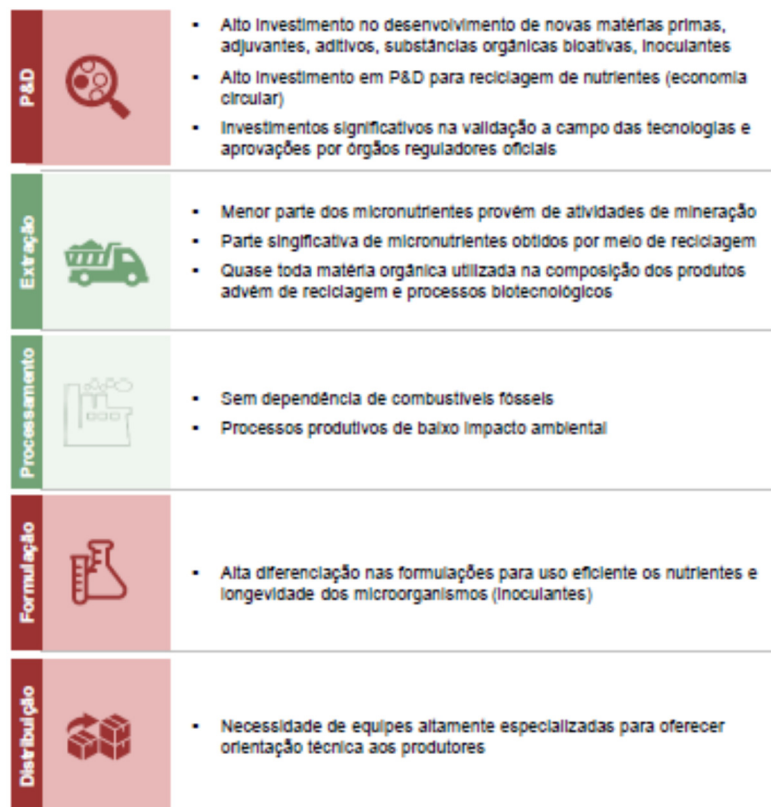 P&D
▪ Alto investimento no desenvolvimento de novas matérias primas,
adjuvantes, aditivos, substâncias orgânicas bioativas, inoculantes
▪ Alto investimento em P&D para reciclagem de nutrientes (economia
circular)
▪ Investimentos significativos na validação a campo das tecnologias e
aprovações por órgãos reguladores oficiais
Extração
▪ Menor parte dos micronutrientes provém de atividades de mineração
▪ Parte singificativa de micronutrientes obtidos por meio de reciclagem
▪ Quase toda matéria orgânica utilizada na composição dos produtos
advém de reciclagem e processos biotecnológicos
Processamento
▪ Sem dependência de combustíveis fósseis
▪ Processos produtivos de baixo impacto ambiental
Formulação
▪ Alta diferenciação nas formulações para uso eficiente os nutrientes e
longevidade dos microorganismos (inoculantes)
Distribuição
▪ Necessidade de equipes altamente especializadas para oferecer
orientação técnica aos produtores